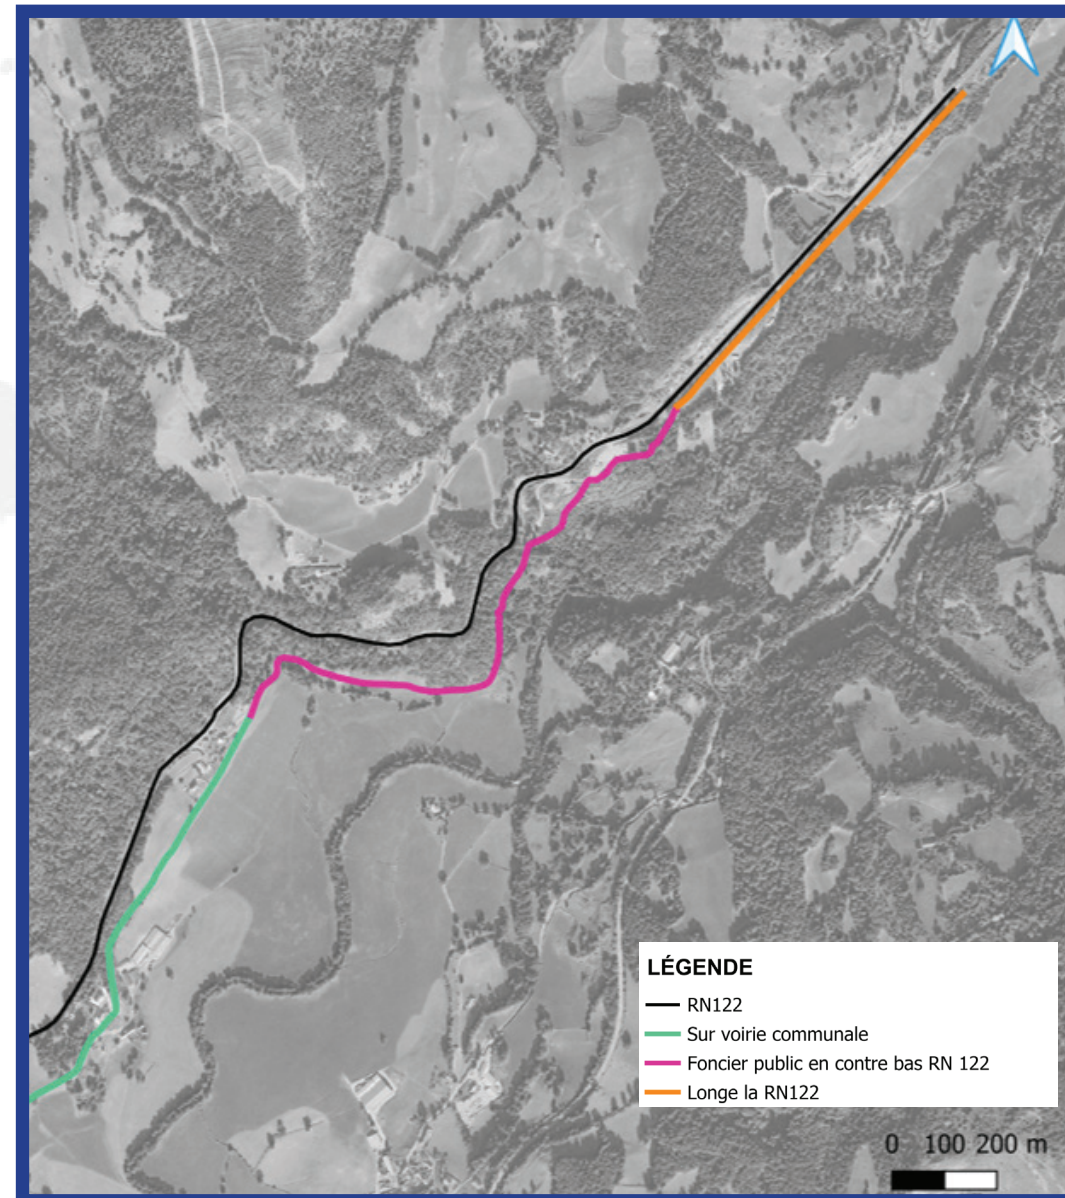 LÉGENDE
RN122
Sur voirie communale
Foncier public en contre bas RN 122
Longe la RN122
0 100 200 m